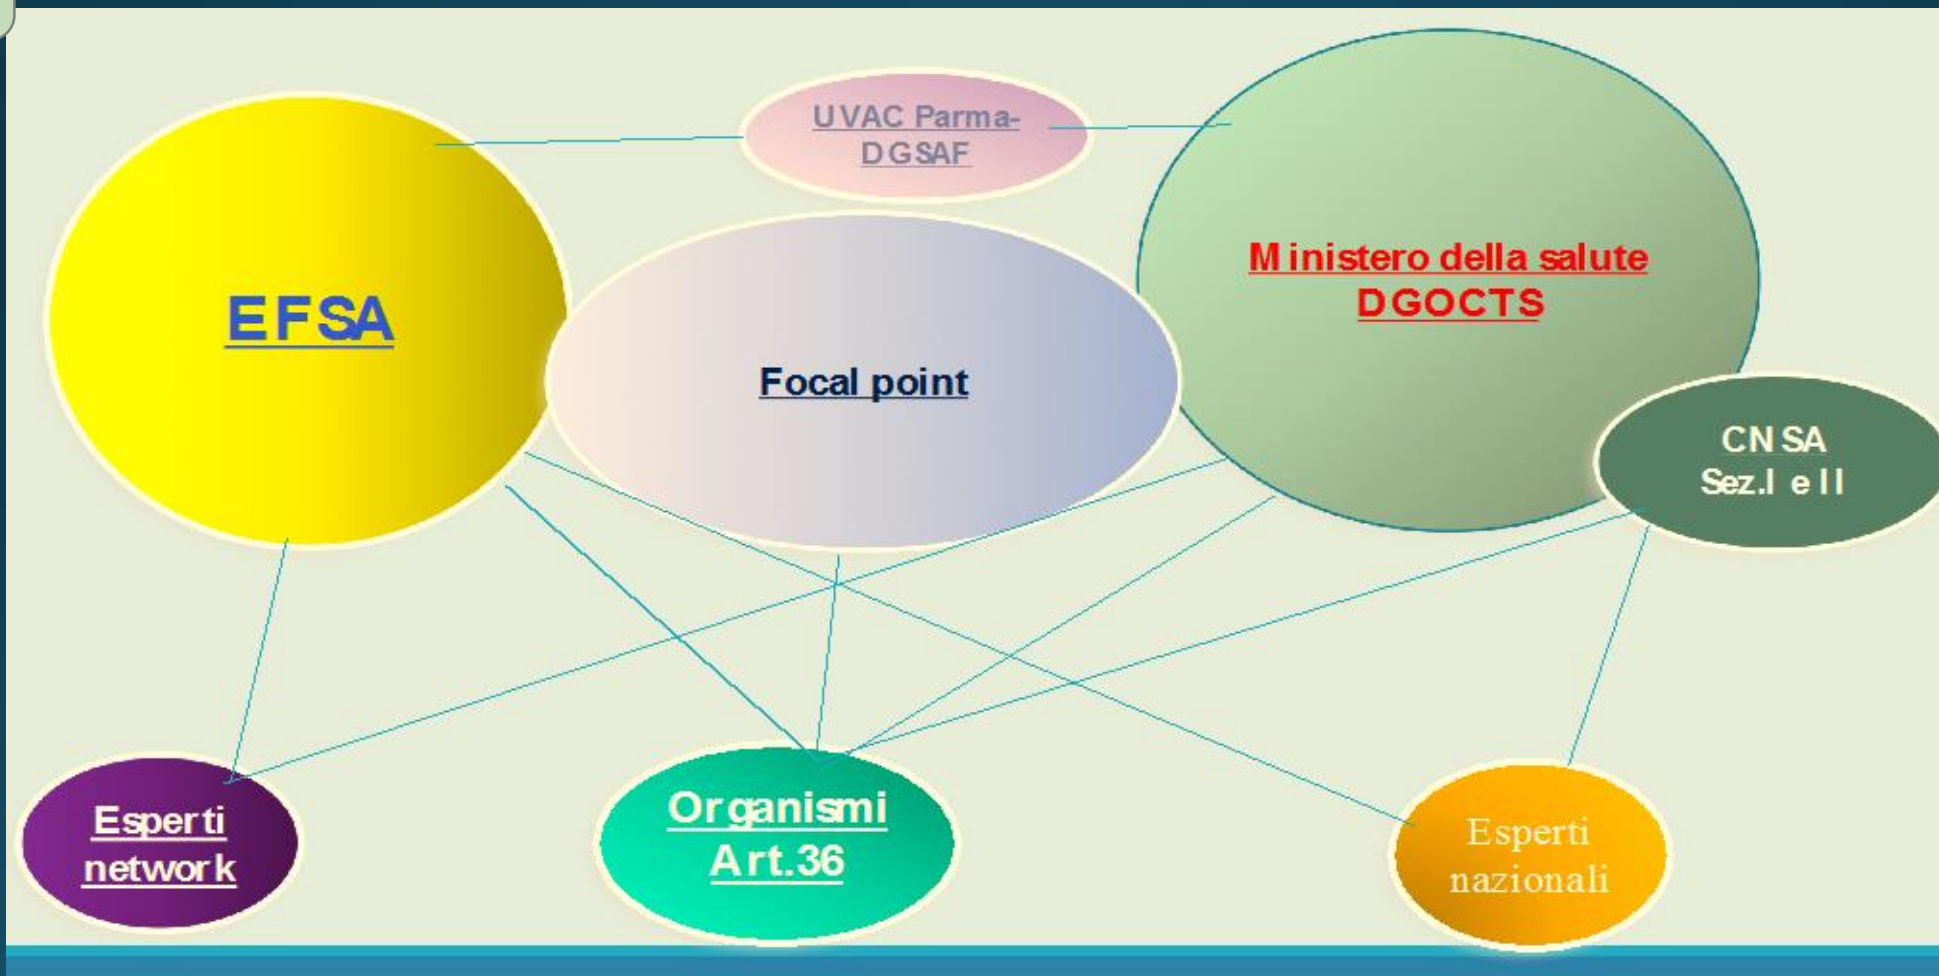 UVAC Parma-
DGSAF
EFSA
Ministero della salute
DGOCTS
Focal point
CNSA
Sez.I e II
Esperti
network
Organismi
Art.36
Esperti
nazionali